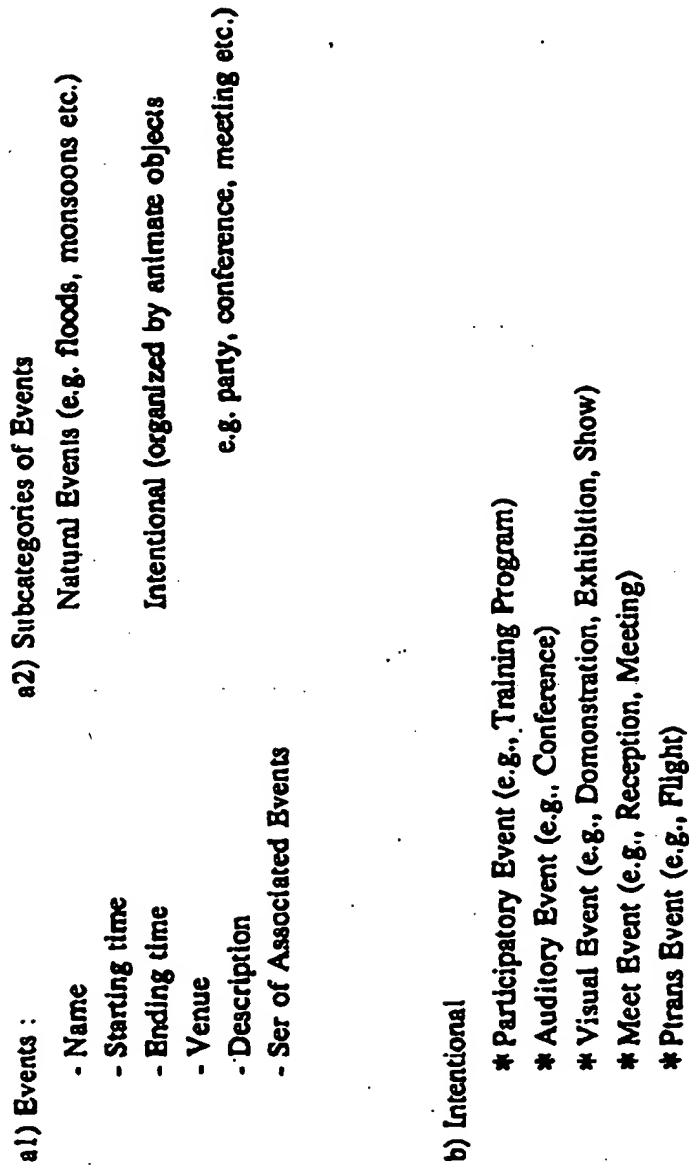 a1) Events :
- Name
- Starting time
- Ending time
- Venue
- Description
- Ser of Associated Events
a2) Subcategories of Events
Natural Events (e.g. floods, monsoons etc.)
Intentional (organized by animate objects
e.g. party, conference, meeting etc.)
b) Intentional
* Participatory Event (e.g., Training Program)
* Auditory Event (e.g., Conference)
* Visual Event (e.g., Domonstration, Exhibition, Show)
* Meet Event (e.g., Reception, Meeting)
* Ptrans Event (e.g., Flight)